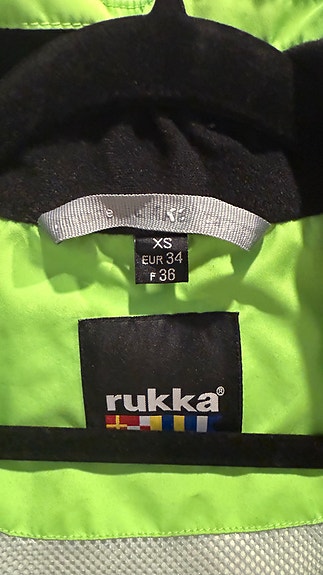 XS
EUR 34
F 36
rukka®